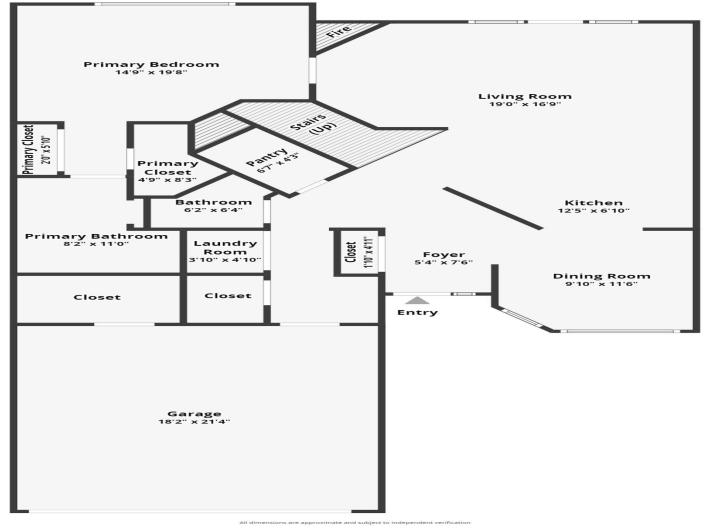 Fire
Primary Bedroom
14'9" x 19'8"
Living Room
19'0" x 16'9"
Stairs
(Up)
Primary Closet
2'0" x 5'10"
Pantry
6'7" x 4'3"
Primary
Closet
4'9" x 8'3"
Bathroom
6'2" x 6'4"
Kitchen
12'5" x 6'10"
Primary Bathroom
8'2" x 11'0"
Laundry
Room
3'10" x 4'10"
Closet
1'10" x 4'11"
Foyer
5'4" x 7'6"
Dining Room
9'10" x 11'6"
Closet
Closet
Entry
Garage
18'2" x 21'4"
All dimensions are approximate and subject to independent verification